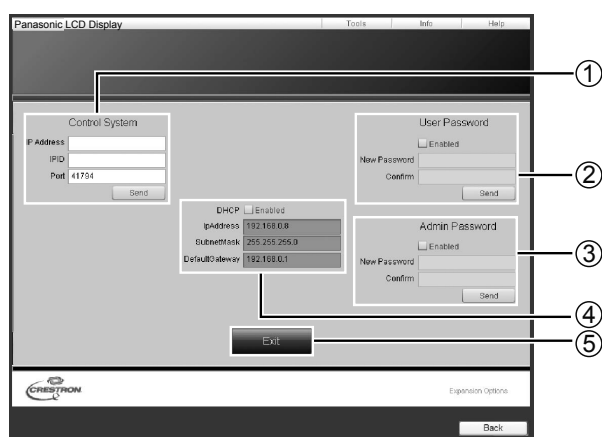 Panasonic LCD Display
Tools Info Help
①
Control System
IP Address
IPID
Port 41794
Send
User Password
Enabled
New Password
Confirm
Send
②
DHCP Enabled
IpAddress 192.168.0.8
SubnetMask 255.255.255.0
DefaultGateway 192.168.0.1
Admin Password
Enabled
New Password
Confirm
Send
③
④
Exit
⑤
CRESTRON
Expansion Options
Back